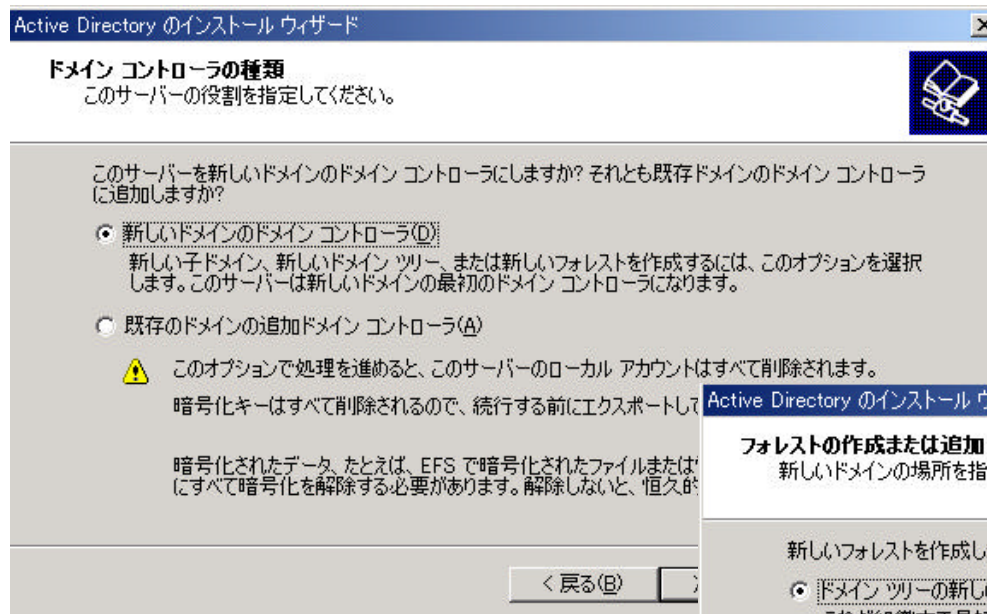 Active Directory のインストール ウィザード
ドメイン コントローラの種類
このサーバーの役割を指定してください。
このサーバーを新しいドメインのドメイン コントローラにしますか? それとも既存ドメインのドメイン コントローラ
に追加しますか?
新しいドメインのドメイン コントローラ(D)
新しい子ドメイン、新しいドメイン ツリー、または新しいフォレストを作成するには、このオプションを選択
します。このサーバーは新しいドメインの最初のドメイン コントローラになります。
既存のドメインの追加ドメイン コントローラ(A)
このオプションで処理を進めると、このサーバーのローカル アカウントはすべて削除されます。
暗号化キーはすべて削除されるので、続行する前にエクスポートして
暗号化されたデータ、たとえば、EFS で暗号化されたファイルまたは
にすべて暗号化を解除する必要があります。解除しないと、恒久的
< 戻る(B)
Active Directory のインストール ウ
フォレストの作成または追加
新しいドメインの場所を指
新しいフォレストを作成し
ドメイン ツリーの新し